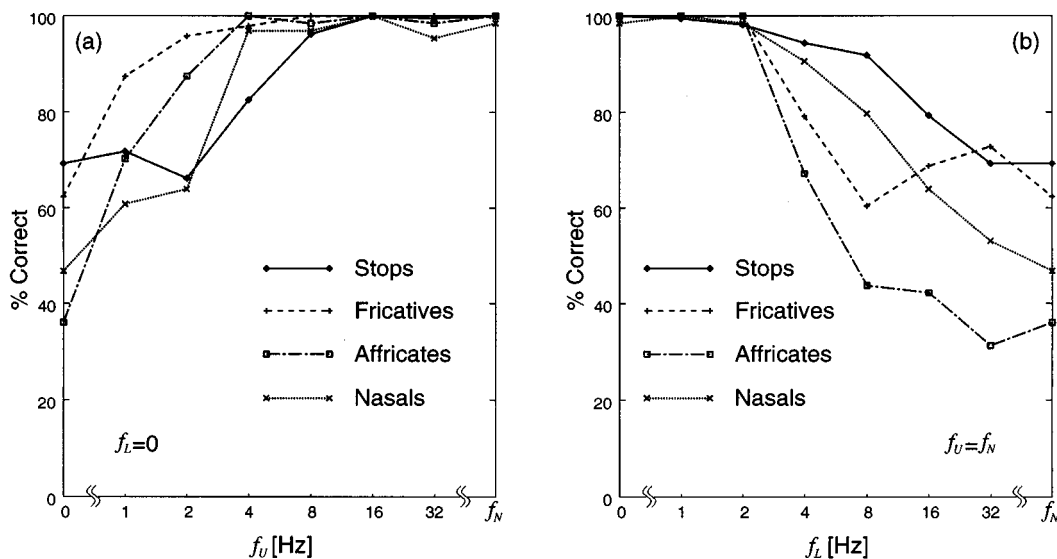 100
80
60
40
20
0
% Correct
(a)
Stops
Fricatives
Affricates
Nasals
f_L=0
0 1 2 4 8 16 32 f_N
f_U [Hz]
100
80
60
40
20
0
% Correct
(b)
Stops
Fricatives
Affricates
Nasals
f_U=f_N
0 1 2 4 8 16 32 f_N
f_L [Hz]